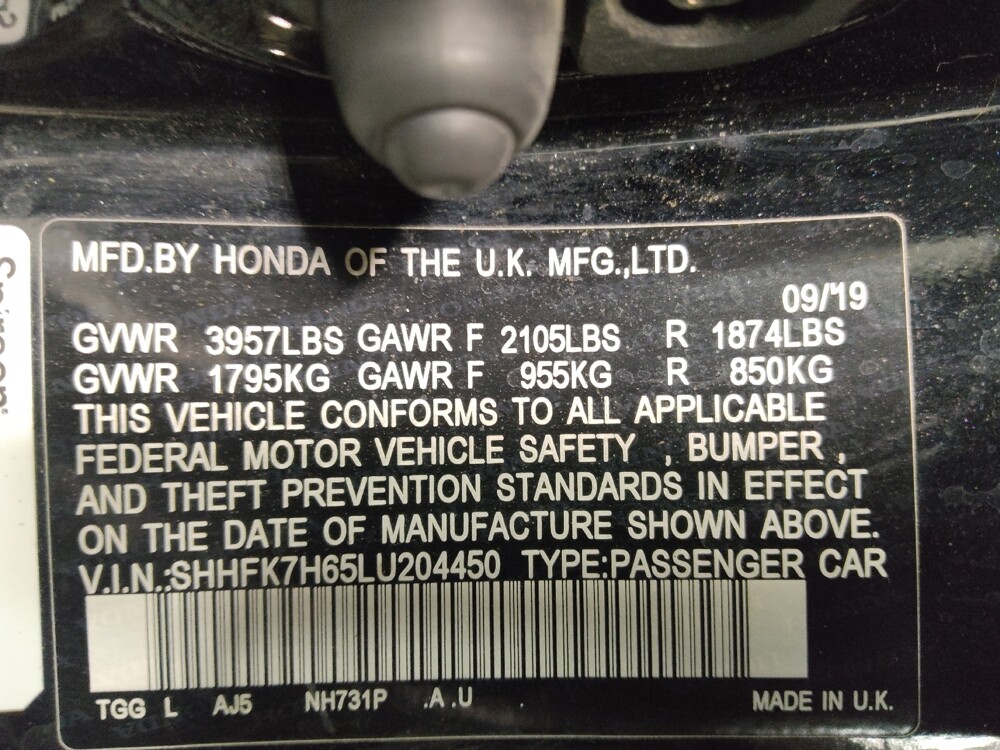 MFD.BY HONDA OF THE U.K. MFG.,LTD.
09/'19
GVWR 3957LBS GAWR F 2105LBS R 1874LBS
GVWR 1795KG GAWR F 955KG R 850KG
THIS VEHICLE CONFORMS TO ALL APPLICABLE
FEDERAL MOTOR VEHICLE SAFETY , BUMPER ,
AND THEFT PREVENTION STANDARDS IN EFFECT
ON THE DATE OF MANUFACTURE SHOWN ABOVE.
V.I.N.:SHHFK7H65LU204450 TYPE:PASSENGER CAR
TGG L AJ5 NH731P .A .U . MADE IN U.K.